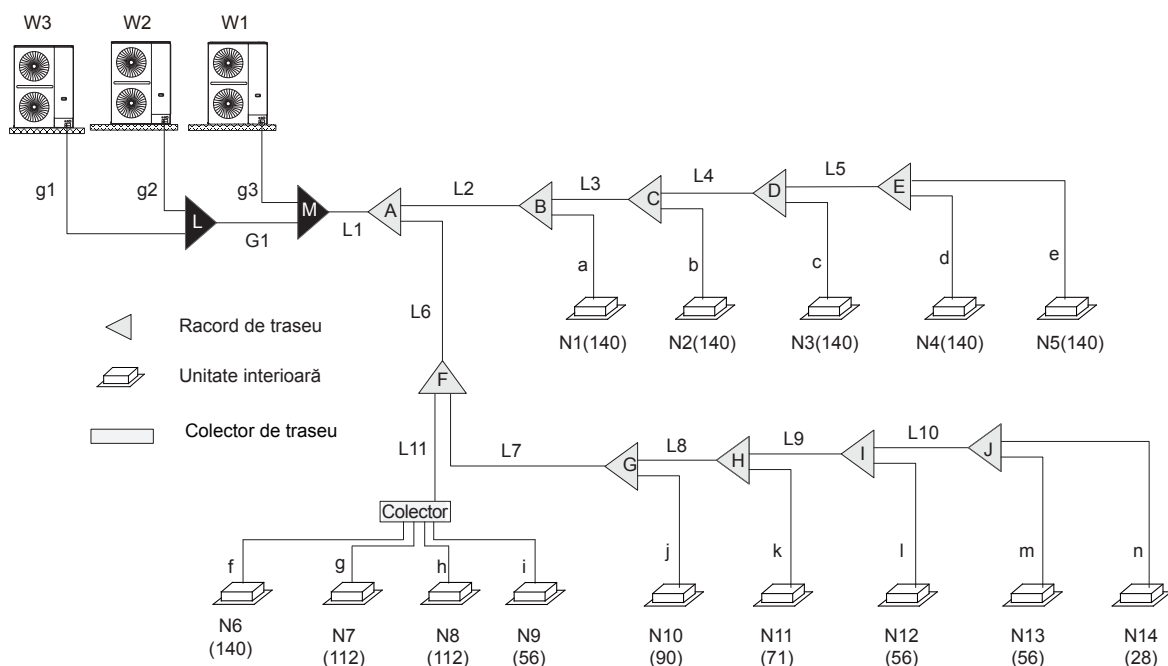 W3 W2 W1
g1 g2 g3
L G1 M L1 A L2 B L3 C L4 D L5 E
a b c d e
N1(140) N2(140) N3(140) N4(140) N5(140)
L6
Racord de traseu
Unitate interioară
Colector de traseu
F
L11 L7 G L8 H L9 I L10 J
Colector
f g h i j k l m n
N6 N7 N8 N9 N10 N11 N12 N13 N14
(140) (112) (112) (56) (90) (71) (56) (56) (28)